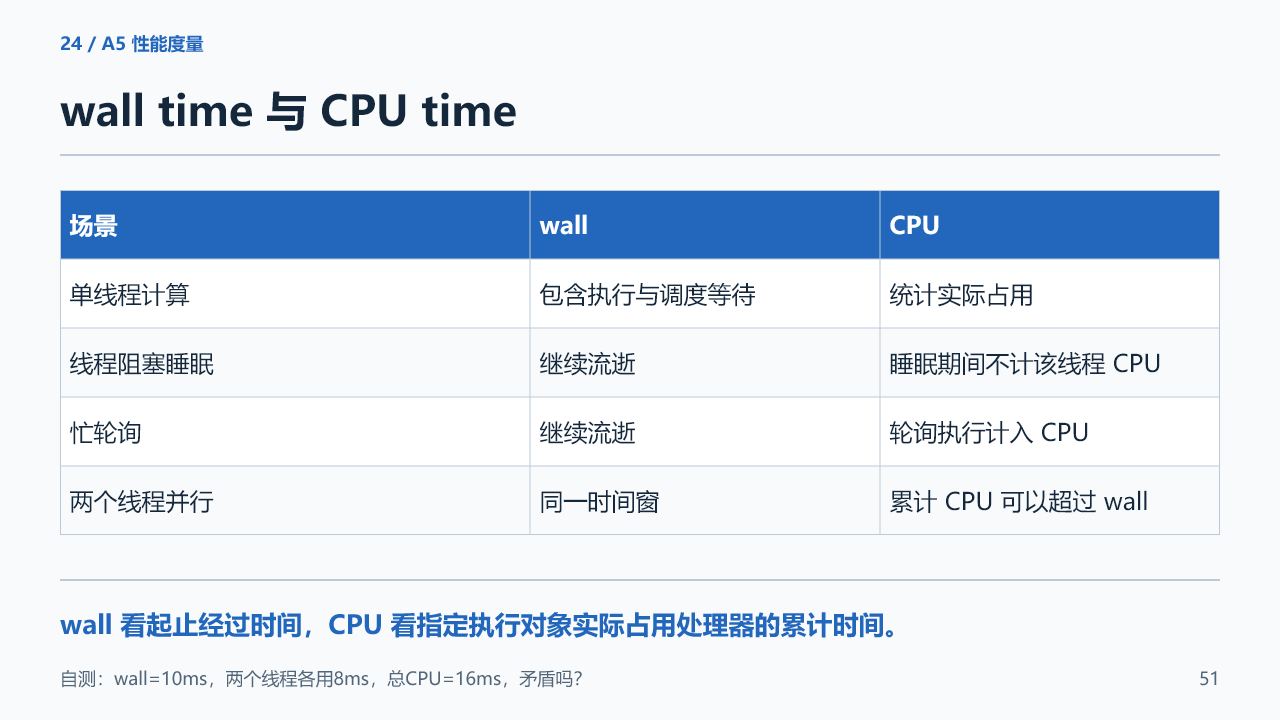 24 / A5 性能度量
wall time 与 CPU time
场景 wall CPU
单线程计算 包含执行与调度等待 统计实际占用
线程阻塞睡眠 继续流逝 睡眠期间不计该线程 CPU
忙轮询 继续流逝 轮询执行计入 CPU
两个线程并行 同一时间窗 累计 CPU 可以超过 wall
wall 看起止经过时间，CPU 看指定执行对象实际占用处理器的累计时间。
自测：wall=10ms，两个线程各用8ms，总CPU=16ms，矛盾吗？ 51